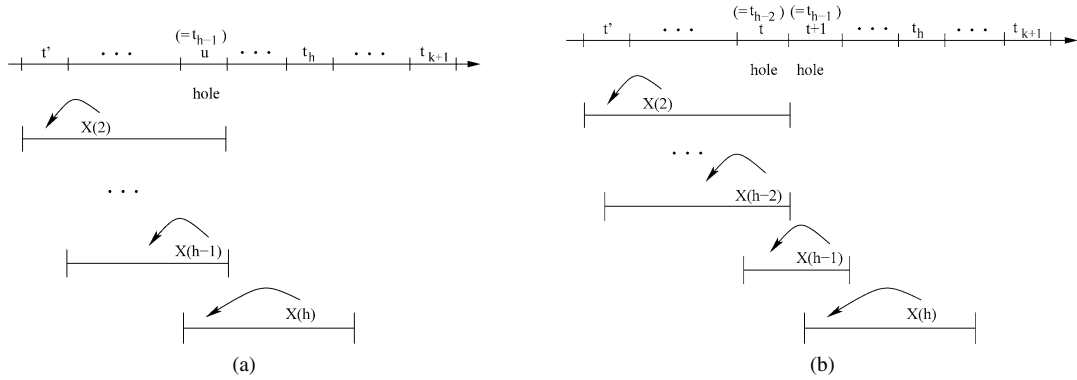 (=t_{h-1})
t' . . . u . . . t_h . . . t_{k+1}
hole
X(2)
. . .
X(h−1)
X(h)
(a)
(=t_{h-2}) (=t_{h-1})
t' . . . t t+1 . . . t_h . . . t_{k+1}
hole hole
X(2)
. . .
X(h−2)
X(h−1)
X(h)
(b)